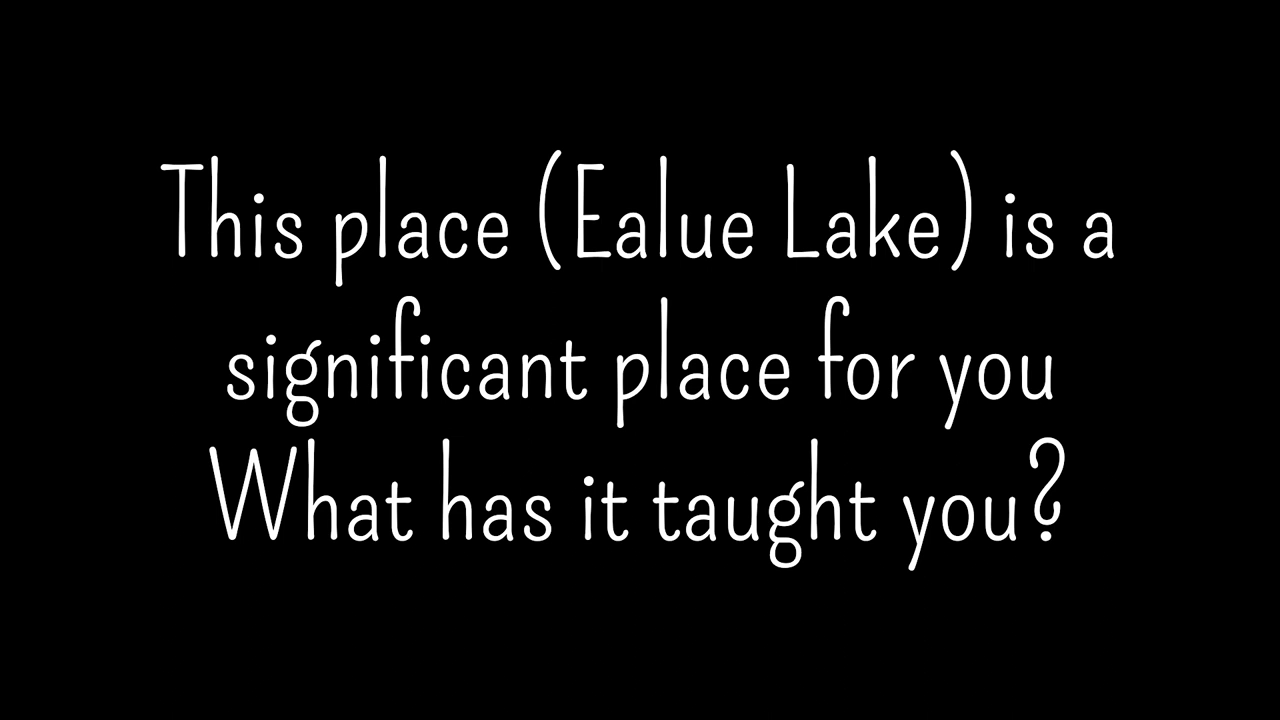 This place (Ealue Lake) is a
significant place for you
What has it taught you?